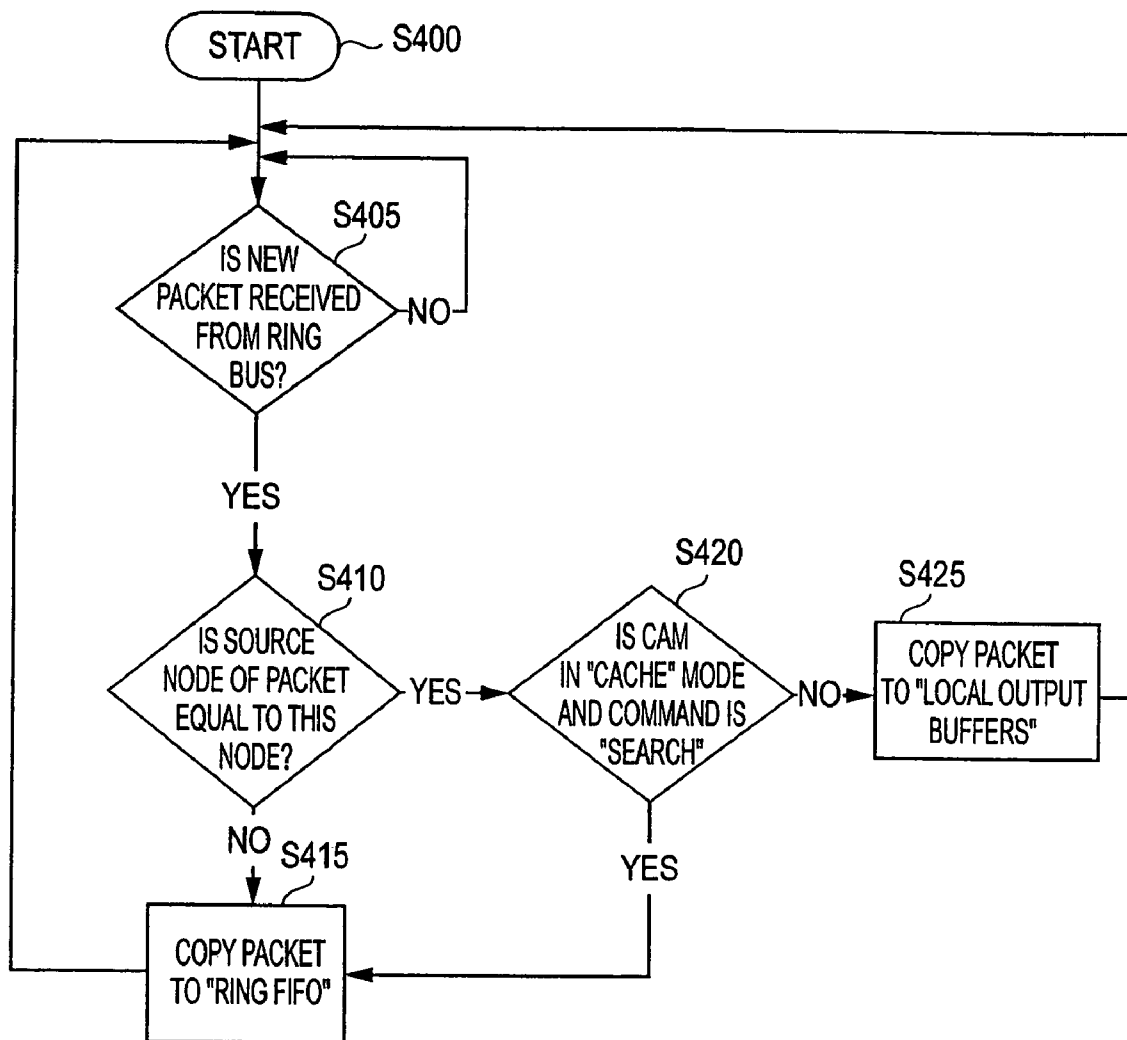 START
S400
S405
IS NEW
PACKET RECEIVED
FROM RING
BUS?
NO
YES
S410
IS SOURCE
NODE OF PACKET
EQUAL TO THIS
NODE?
YES
S420
IS CAM
IN "CACHE" MODE
AND COMMAND IS
"SEARCH"
NO
S425
COPY PACKET
TO "LOCAL OUTPUT
BUFFERS"
NO
S415
YES
COPY PACKET
TO "RING FIFO"